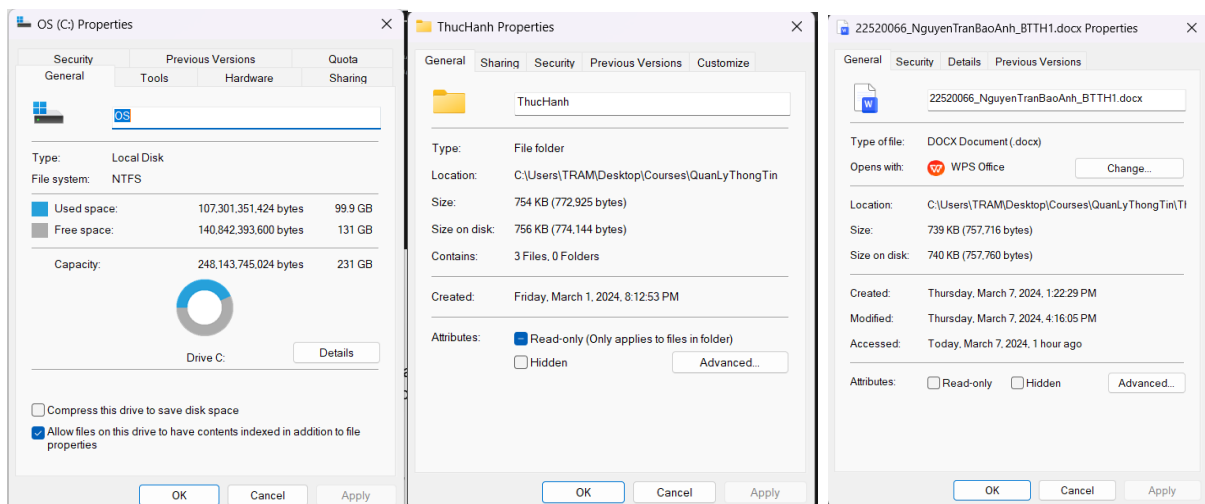 OS (C:) Properties
Security Previous Versions Quota
General Tools Hardware Sharing
OS
Type: Local Disk
File system: NTFS
Used space: 107,301,351,424 bytes 99.9 GB
Free space: 140,842,393,600 bytes 131 GB
Capacity: 248,143,745,024 bytes 231 GB
Drive C: Details
Compress this drive to save disk space
Allow files on this drive to have contents indexed in addition to file
properties
OK Cancel Apply
ThucHanh Properties
General Sharing Security Previous Versions Customize
ThucHanh
Type: File folder
Location: C:\Users\TRAM\Desktop\Courses\QuanLyThongTin
Size: 754 KB (772,925 bytes)
Size on disk: 756 KB (774,144 bytes)
Contains: 3 Files, 0 Folders
Created: Friday, March 1, 2024, 8:12:53 PM
Attributes: Read-only (Only applies to files in folder)
Hidden Advanced...
OK Cancel Apply
22520066_NguyenTranBaoAnh_BTTH1.docx Properties
General Security Details Previous Versions
W
22520066_NguyenTranBaoAnh_BTTH1.docx
Type of file: DOCX Document (.docx)
Opens with: W WPS Office Change...
Location: C:\Users\TRAM\Desktop\Courses\QuanLyThongTin\
Size: 739 KB (757,716 bytes)
Size on disk: 740 KB (757,760 bytes)
Created: Thursday, March 7, 2024, 1:22:29 PM
Modified: Thursday, March 7, 2024, 4:16:05 PM
Accessed: Today, March 7, 2024, 1 hour ago
Attributes: Read-only Hidden Advanced...
OK Cancel Apply